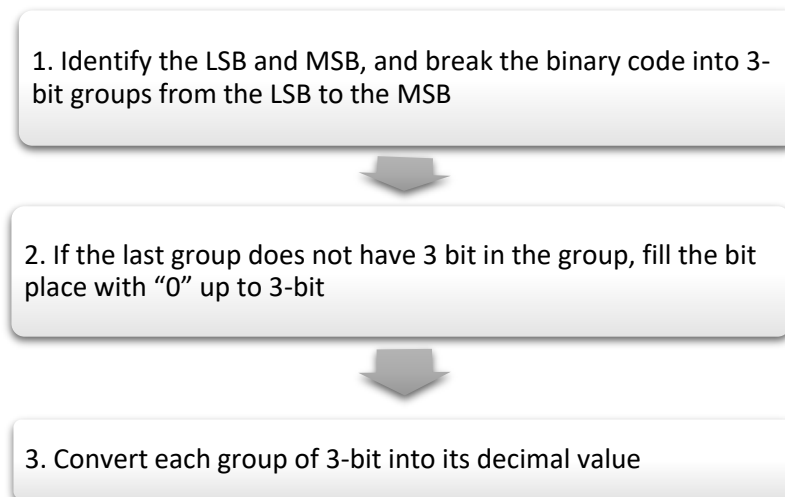 1. Identify the LSB and MSB, and break the binary code into 3-
bit groups from the LSB to the MSB
2. If the last group does not have 3 bit in the group, fill the bit
place with “0” up to 3-bit
3. Convert each group of 3-bit into its decimal value